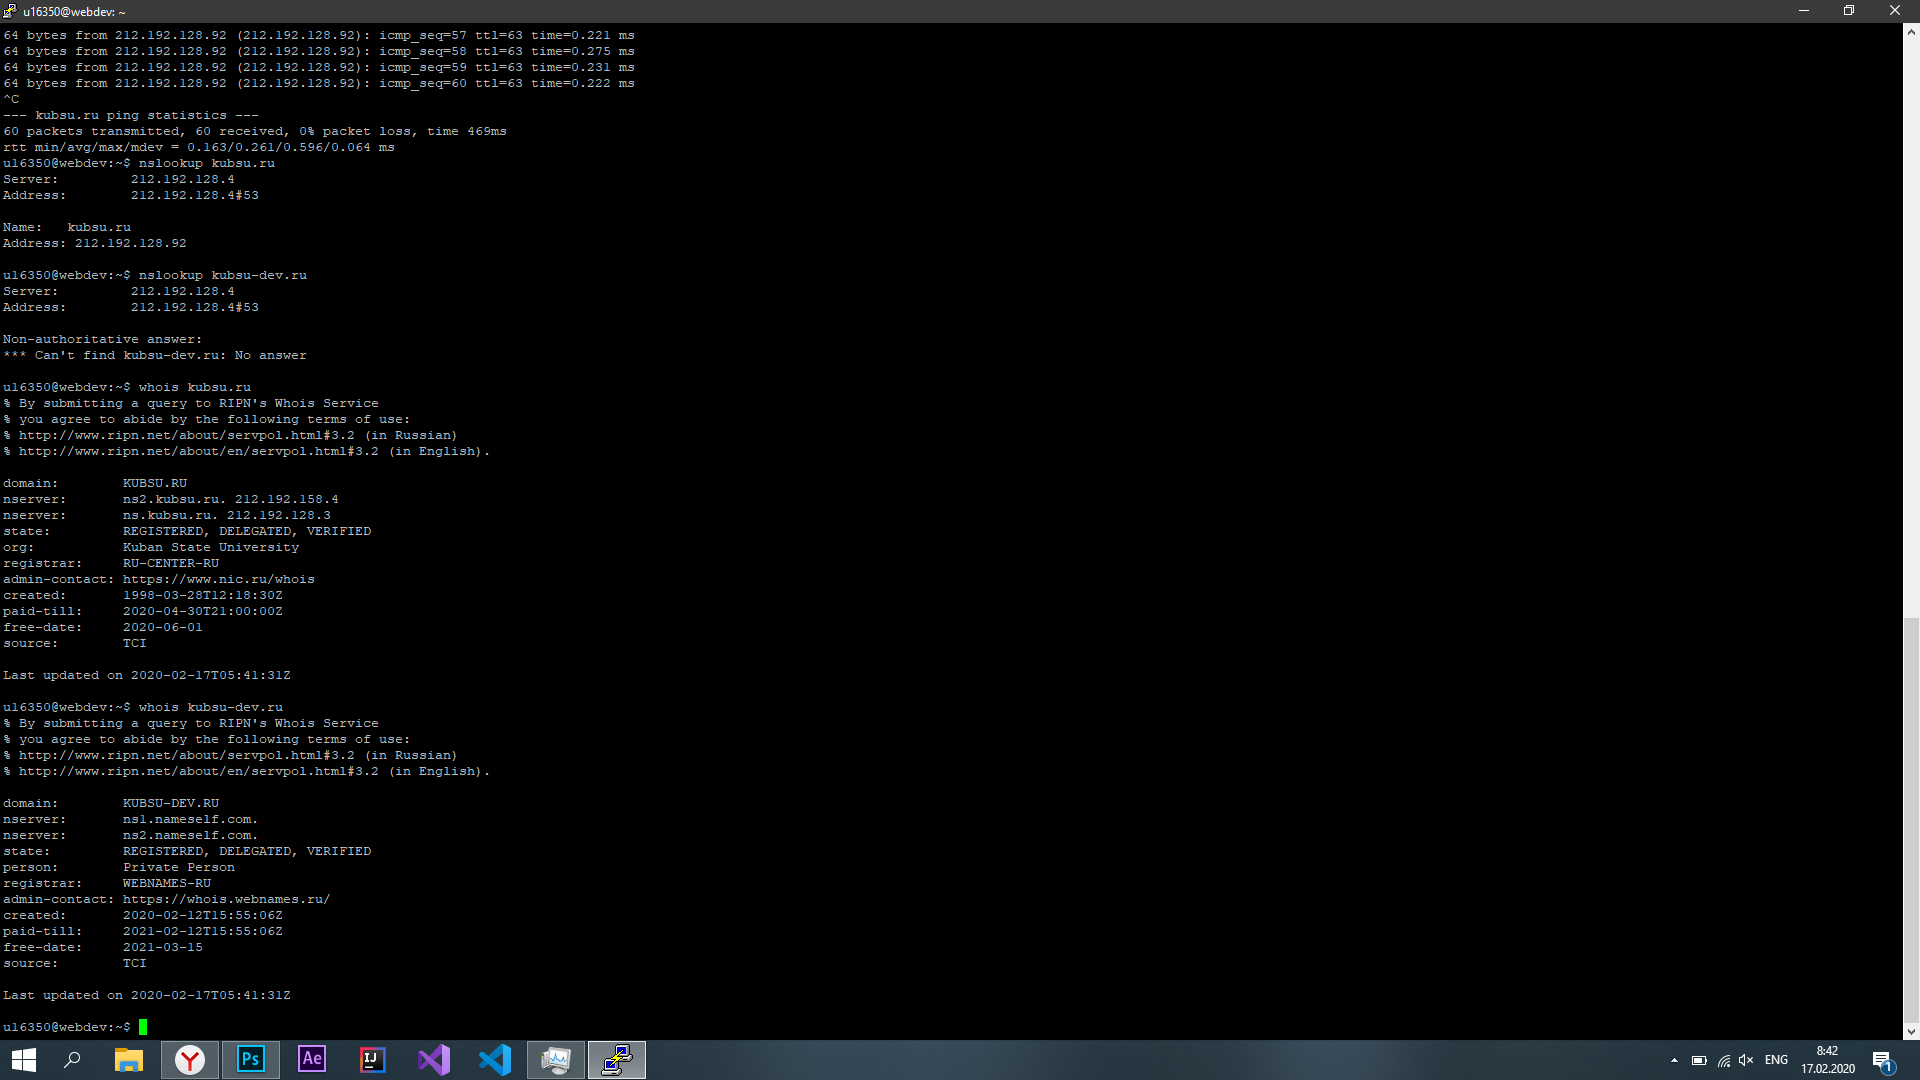 u16350@webdev: ~
64 bytes from 212.192.128.92 (212.192.128.92): icmp_seq=57 ttl=63 time=0.221 ms
64 bytes from 212.192.128.92 (212.192.128.92): icmp_seq=58 ttl=63 time=0.275 ms
64 bytes from 212.192.128.92 (212.192.128.92): icmp_seq=59 ttl=63 time=0.231 ms
64 bytes from 212.192.128.92 (212.192.128.92): icmp_seq=60 ttl=63 time=0.222 ms
^C
--- kubsu.ru ping statistics ---
60 packets transmitted, 60 received, 0% packet loss, time 469ms
rtt min/avg/max/mdev = 0.163/0.261/0.596/0.064 ms
u16350@webdev:~$ nslookup kubsu.ru
Server:         212.192.128.4
Address:        212.192.128.4#53

Name:   kubsu.ru
Address: 212.192.128.92

u16350@webdev:~$ nslookup kubsu-dev.ru
Server:         212.192.128.4
Address:        212.192.128.4#53

Non-authoritative answer:
*** Can't find kubsu-dev.ru: No answer

u16350@webdev:~$ whois kubsu.ru
% By submitting a query to RIPN's Whois Service
% you agree to abide by the following terms of use:
% http://www.ripn.net/about/servpol.html#3.2 (in Russian)
% http://www.ripn.net/about/en/servpol.html#3.2 (in English).

domain:        KUBSU.RU
nserver:       ns2.kubsu.ru. 212.192.158.4
nserver:       ns.kubsu.ru. 212.192.128.3
state:         REGISTERED, DELEGATED, VERIFIED
org:           Kuban State University
registrar:     RU-CENTER-RU
admin-contact: https://www.nic.ru/whois
created:       1998-03-28T12:18:30Z
paid-till:     2020-04-30T21:00:00Z
free-date:     2020-06-01
source:        TCI

Last updated on 2020-02-17T05:41:31Z

u16350@webdev:~$ whois kubsu-dev.ru
% By submitting a query to RIPN's Whois Service
% you agree to abide by the following terms of use:
% http://www.ripn.net/about/servpol.html#3.2 (in Russian)
% http://www.ripn.net/about/en/servpol.html#3.2 (in English).

domain:        KUBSU-DEV.RU
nserver:       ns1.nameself.com.
nserver:       ns2.nameself.com.
state:         REGISTERED, DELEGATED, VERIFIED
person:        Private Person
registrar:     WEBNAMES-RU
admin-contact: https://whois.webnames.ru/
created:       2020-02-12T15:55:06Z
paid-till:     2021-02-12T15:55:06Z
free-date:     2021-03-15
source:        TCI

Last updated on 2020-02-17T05:41:31Z

u16350@webdev:~$
Y Ps Ae IJ ENG 8:42
17.02.2020 1